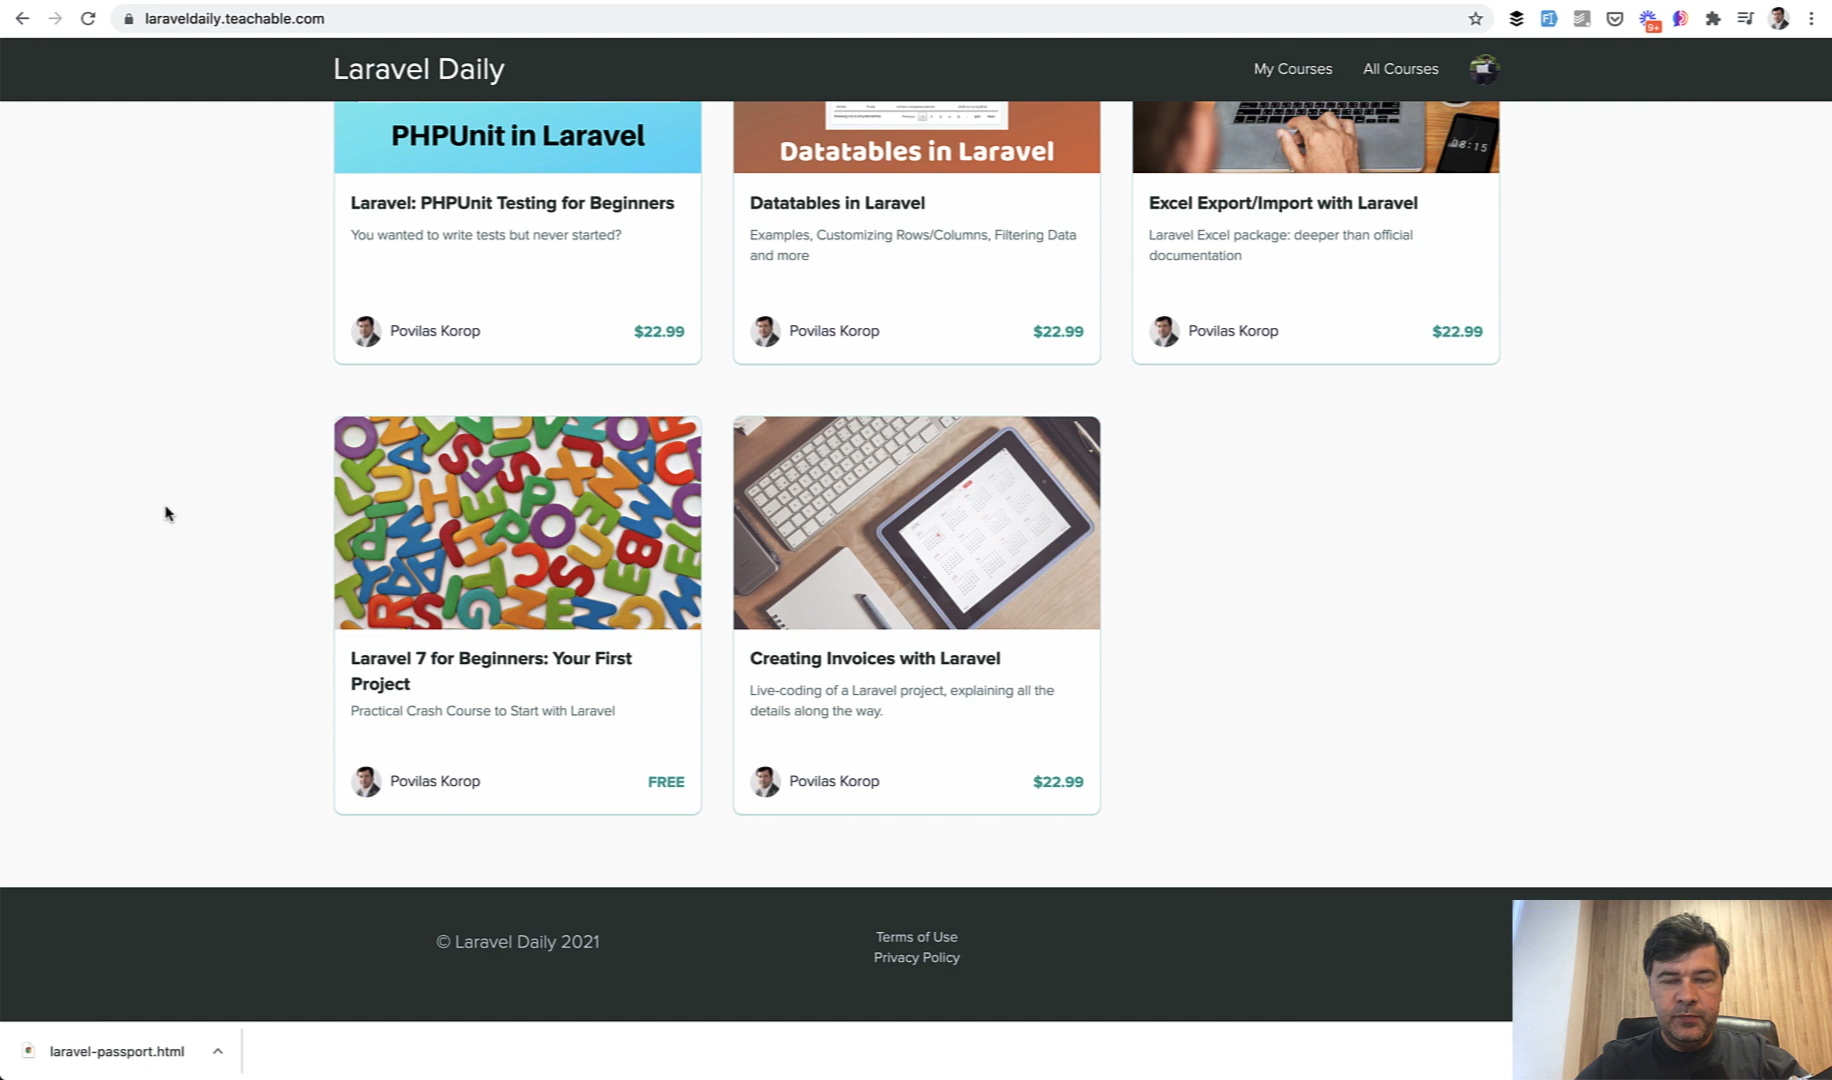 laraveldaily.teachable.com
9+
Laravel Daily
My Courses
All Courses
PHPUnit in Laravel
Datatables in Laravel
08:15
Laravel: PHPUnit Testing for Beginners
You wanted to write tests but never started?
Povilas Korop
$22.99
Datatables in Laravel
Examples, Customizing Rows/Columns, Filtering Data
and more
Povilas Korop
$22.99
Excel Export/Import with Laravel
Laravel Excel package: deeper than official
documentation
Povilas Korop
$22.99
Laravel 7 for Beginners: Your First
Project
Practical Crash Course to Start with Laravel
Povilas Korop
FREE
Creating Invoices with Laravel
Live-coding of a Laravel project, explaining all the
details along the way.
Povilas Korop
$22.99
© Laravel Daily 2021
Terms of Use
Privacy Policy
laravel-passport.html